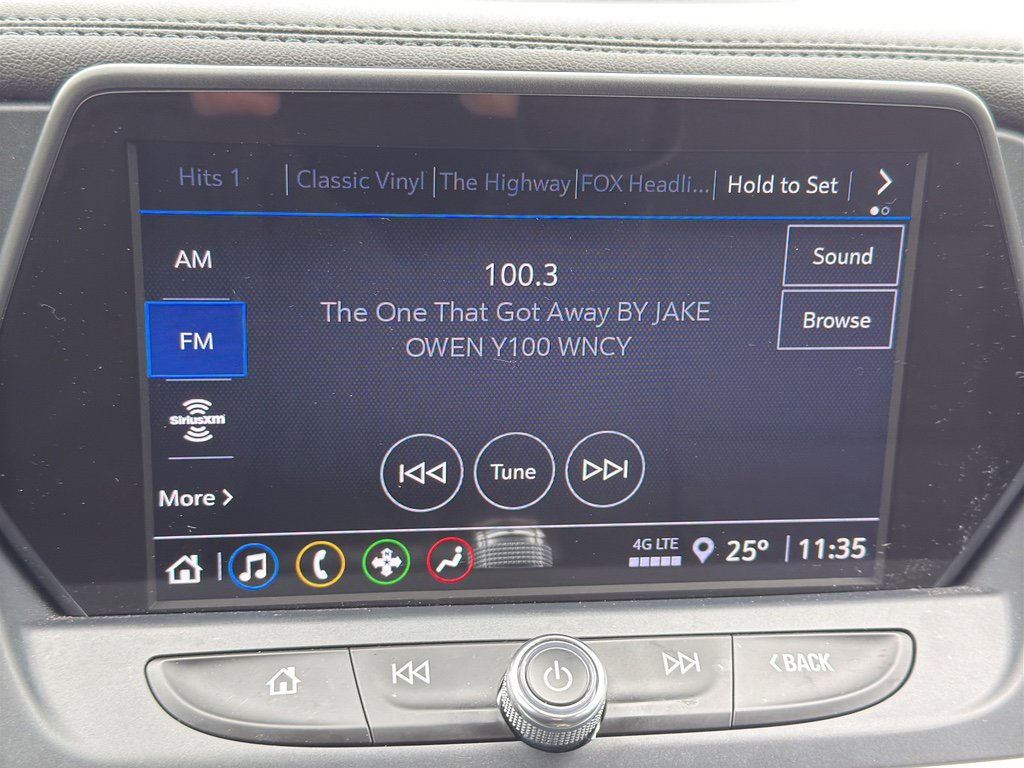 Hits 1 Classic Vinyl The Highway FOX Headli... Hold to Set
AM
Sound
100.3
The One That Got Away BY JAKE
OWEN Y100 WNCY
Browse
FM
SiriusXM
Tune
More
N
4G LTE
25° 11:35
BACK